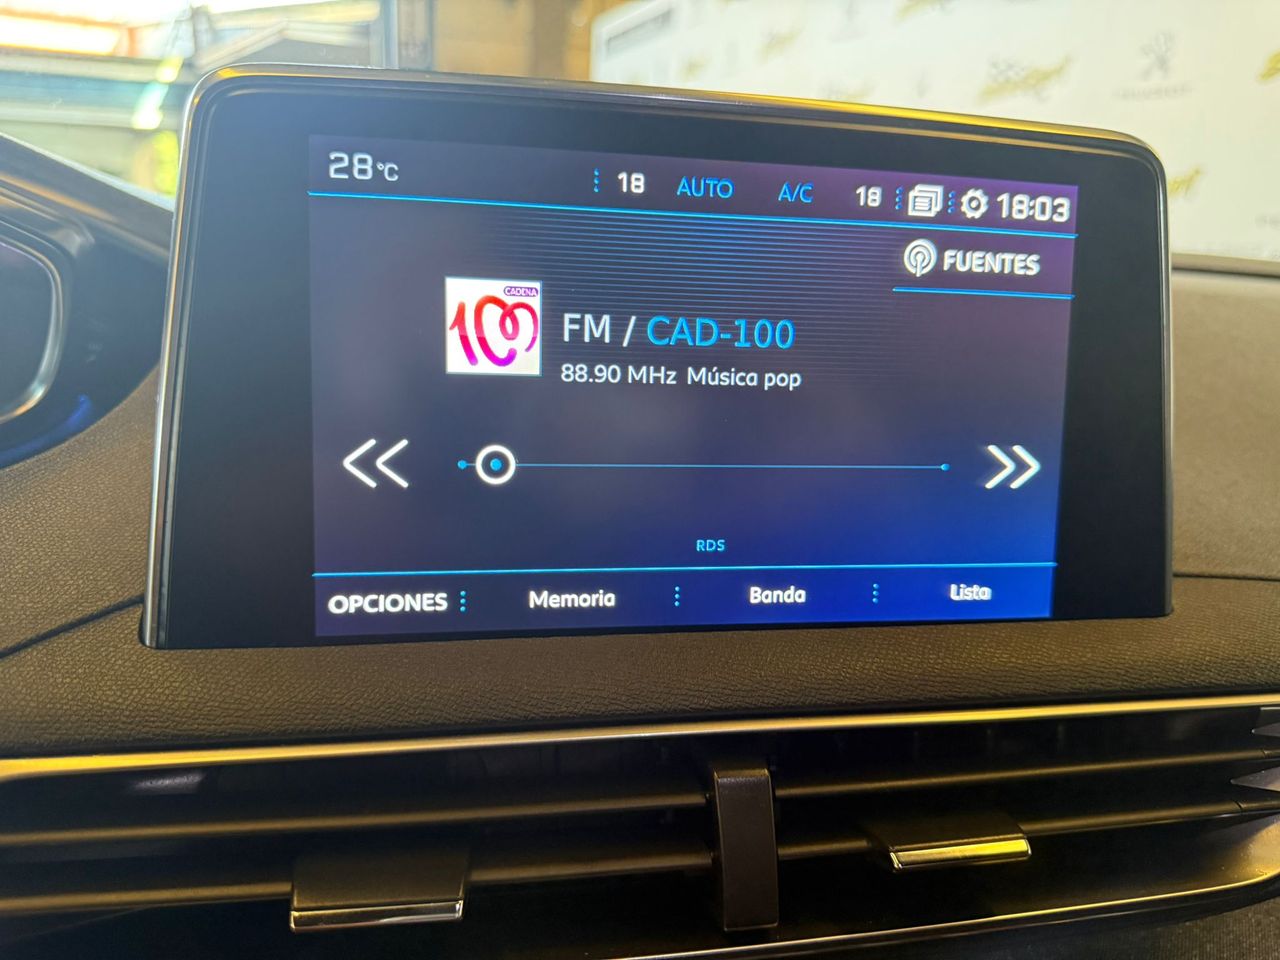 28°C 18 AUTO A/C 18 18:03
FUENTES
CADENA
100
FM / CAD-100
88.90 MHz Música pop
RDS
OPCIONES Memoria Banda Lista